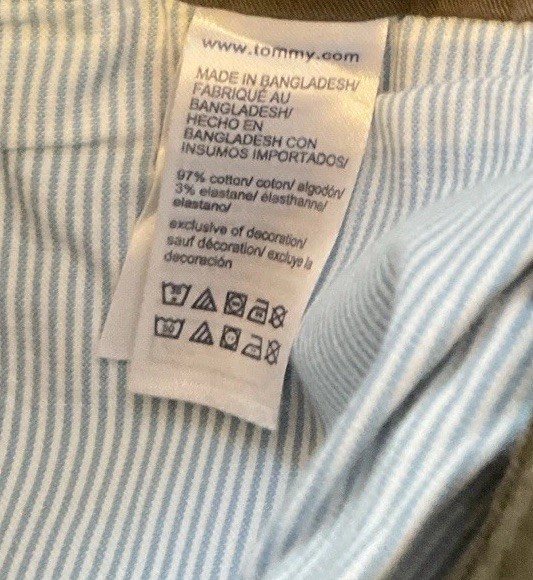 www.tommy.com
MADE IN BANGLADESH/
FABRIQUÉ AU
BANGLADESH/
HECHO EN
BANGLADESH CON
INSUMOS IMPORTADOS/
97% cotton/ coton/ algodón/
3% elastane/ élasthanne/
elastano/
exclusive of decoration/
sauf décoration/ excluye la
decoración